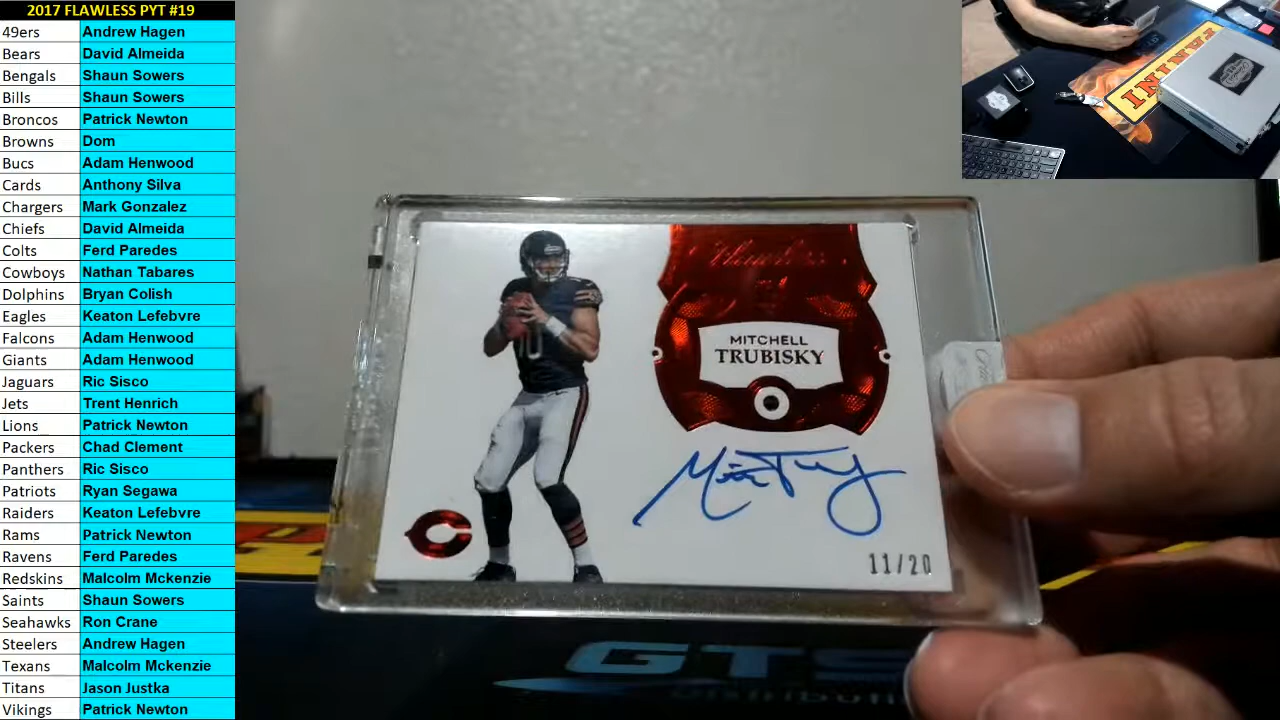 2017 FLAWLESS PYT #19
49ers Andrew Hagen
Bears David Almeida
Bengals Shaun Sowers
Bills Shaun Sowers
Broncos Patrick Newton
Browns Dom
Bucs Adam Henwood
Cards Anthony Silva
Chargers Mark Gonzalez
Chiefs David Almeida
Colts Ferd Paredes
Cowboys Nathan Tabares
Dolphins Bryan Colish
Eagles Keaton Lefebvre
Falcons Adam Henwood
Giants Adam Henwood
Jaguars Ric Sisco
Jets Trent Henrich
Lions Patrick Newton
Packers Chad Clement
Panthers Ric Sisco
Patriots Ryan Segawa
Raiders Keaton Lefebvre
Rams Patrick Newton
Ravens Ferd Paredes
Redskins Malcolm Mckenzie
Saints Shaun Sowers
Seahawks Ron Crane
Steelers Andrew Hagen
Texans Malcolm Mckenzie
Titans Jason Justka
Vikings Patrick Newton
PANINI
Flawless
MITCHELL
TRUBISKY
10
C
11/20
GTS